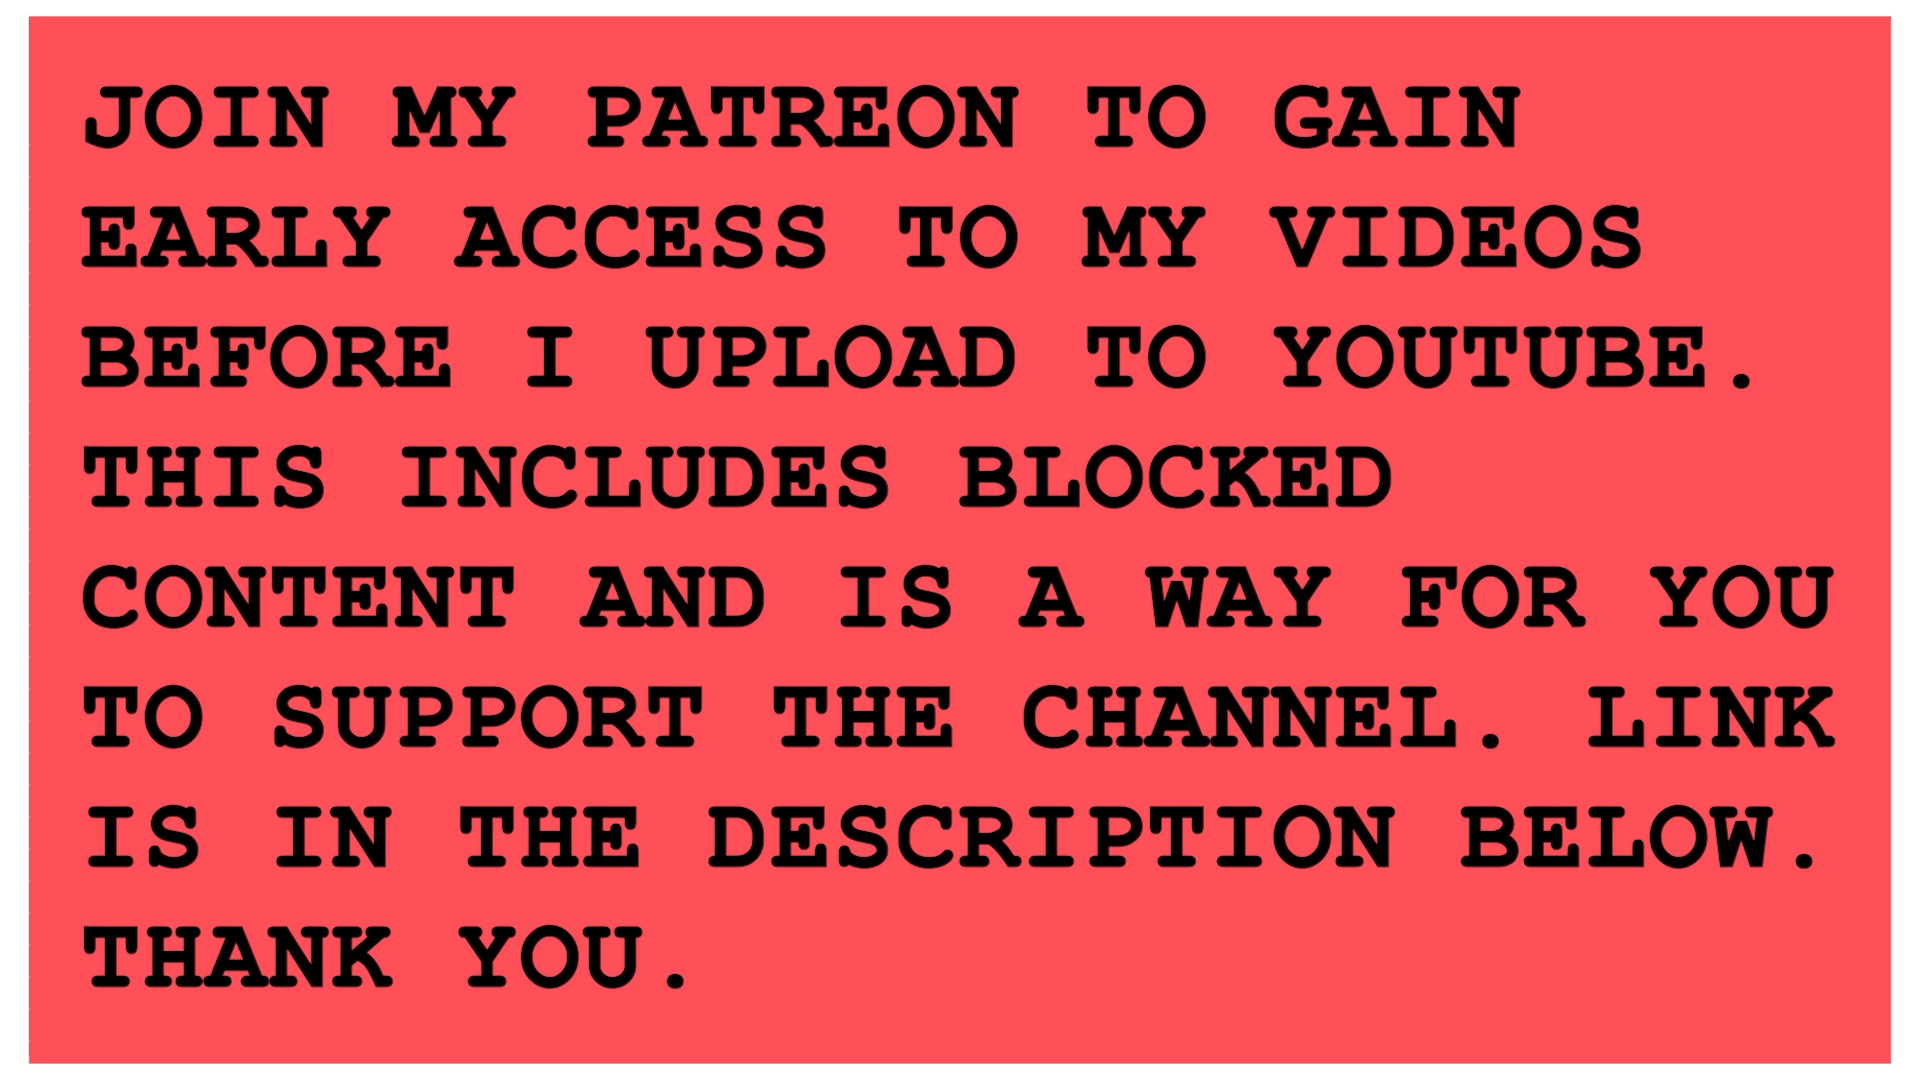 JOIN MY PATREON TO GAIN
EARLY ACCESS TO MY VIDEOS
BEFORE I UPLOAD TO YOUTUBE.
THIS INCLUDES BLOCKED
CONTENT AND IS A WAY FOR YOU
TO SUPPORT THE CHANNEL. LINK
IS IN THE DESCRIPTION BELOW.
THANK YOU.